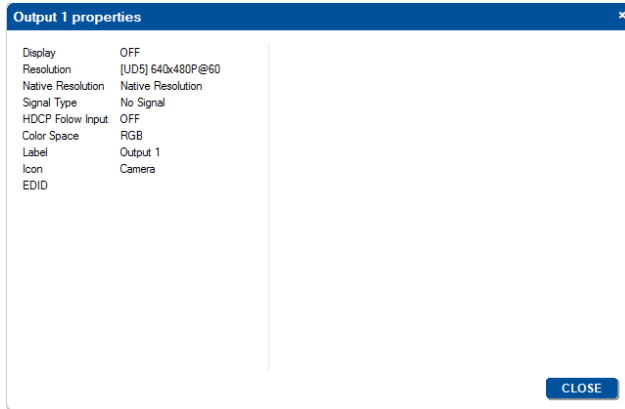 Output 1 properties ×
Display OFF
Resolution [UD5] 640x480P@60
Native Resolution Native Resolution
Signal Type No Signal
HDCP Folow Input OFF
Color Space RGB
Label Output 1
Icon Camera
EDID
CLOSE